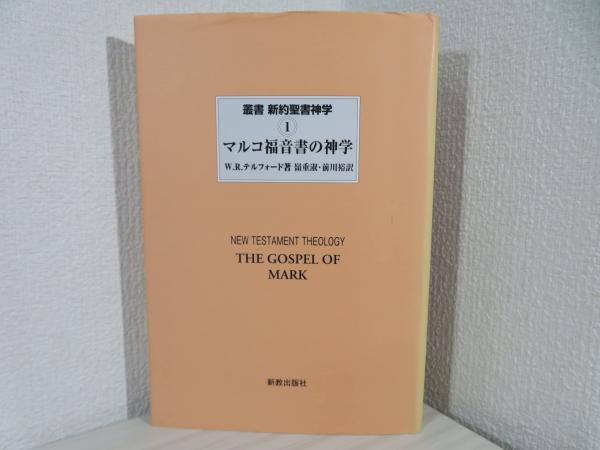 叢書 新約聖書神学
1
マルコ福音書の神学
W.R.テルフォード著 嶺重淑・前川裕訳
NEW TESTAMENT THEOLOGY
THE GOSPEL OF
MARK
新教出版社